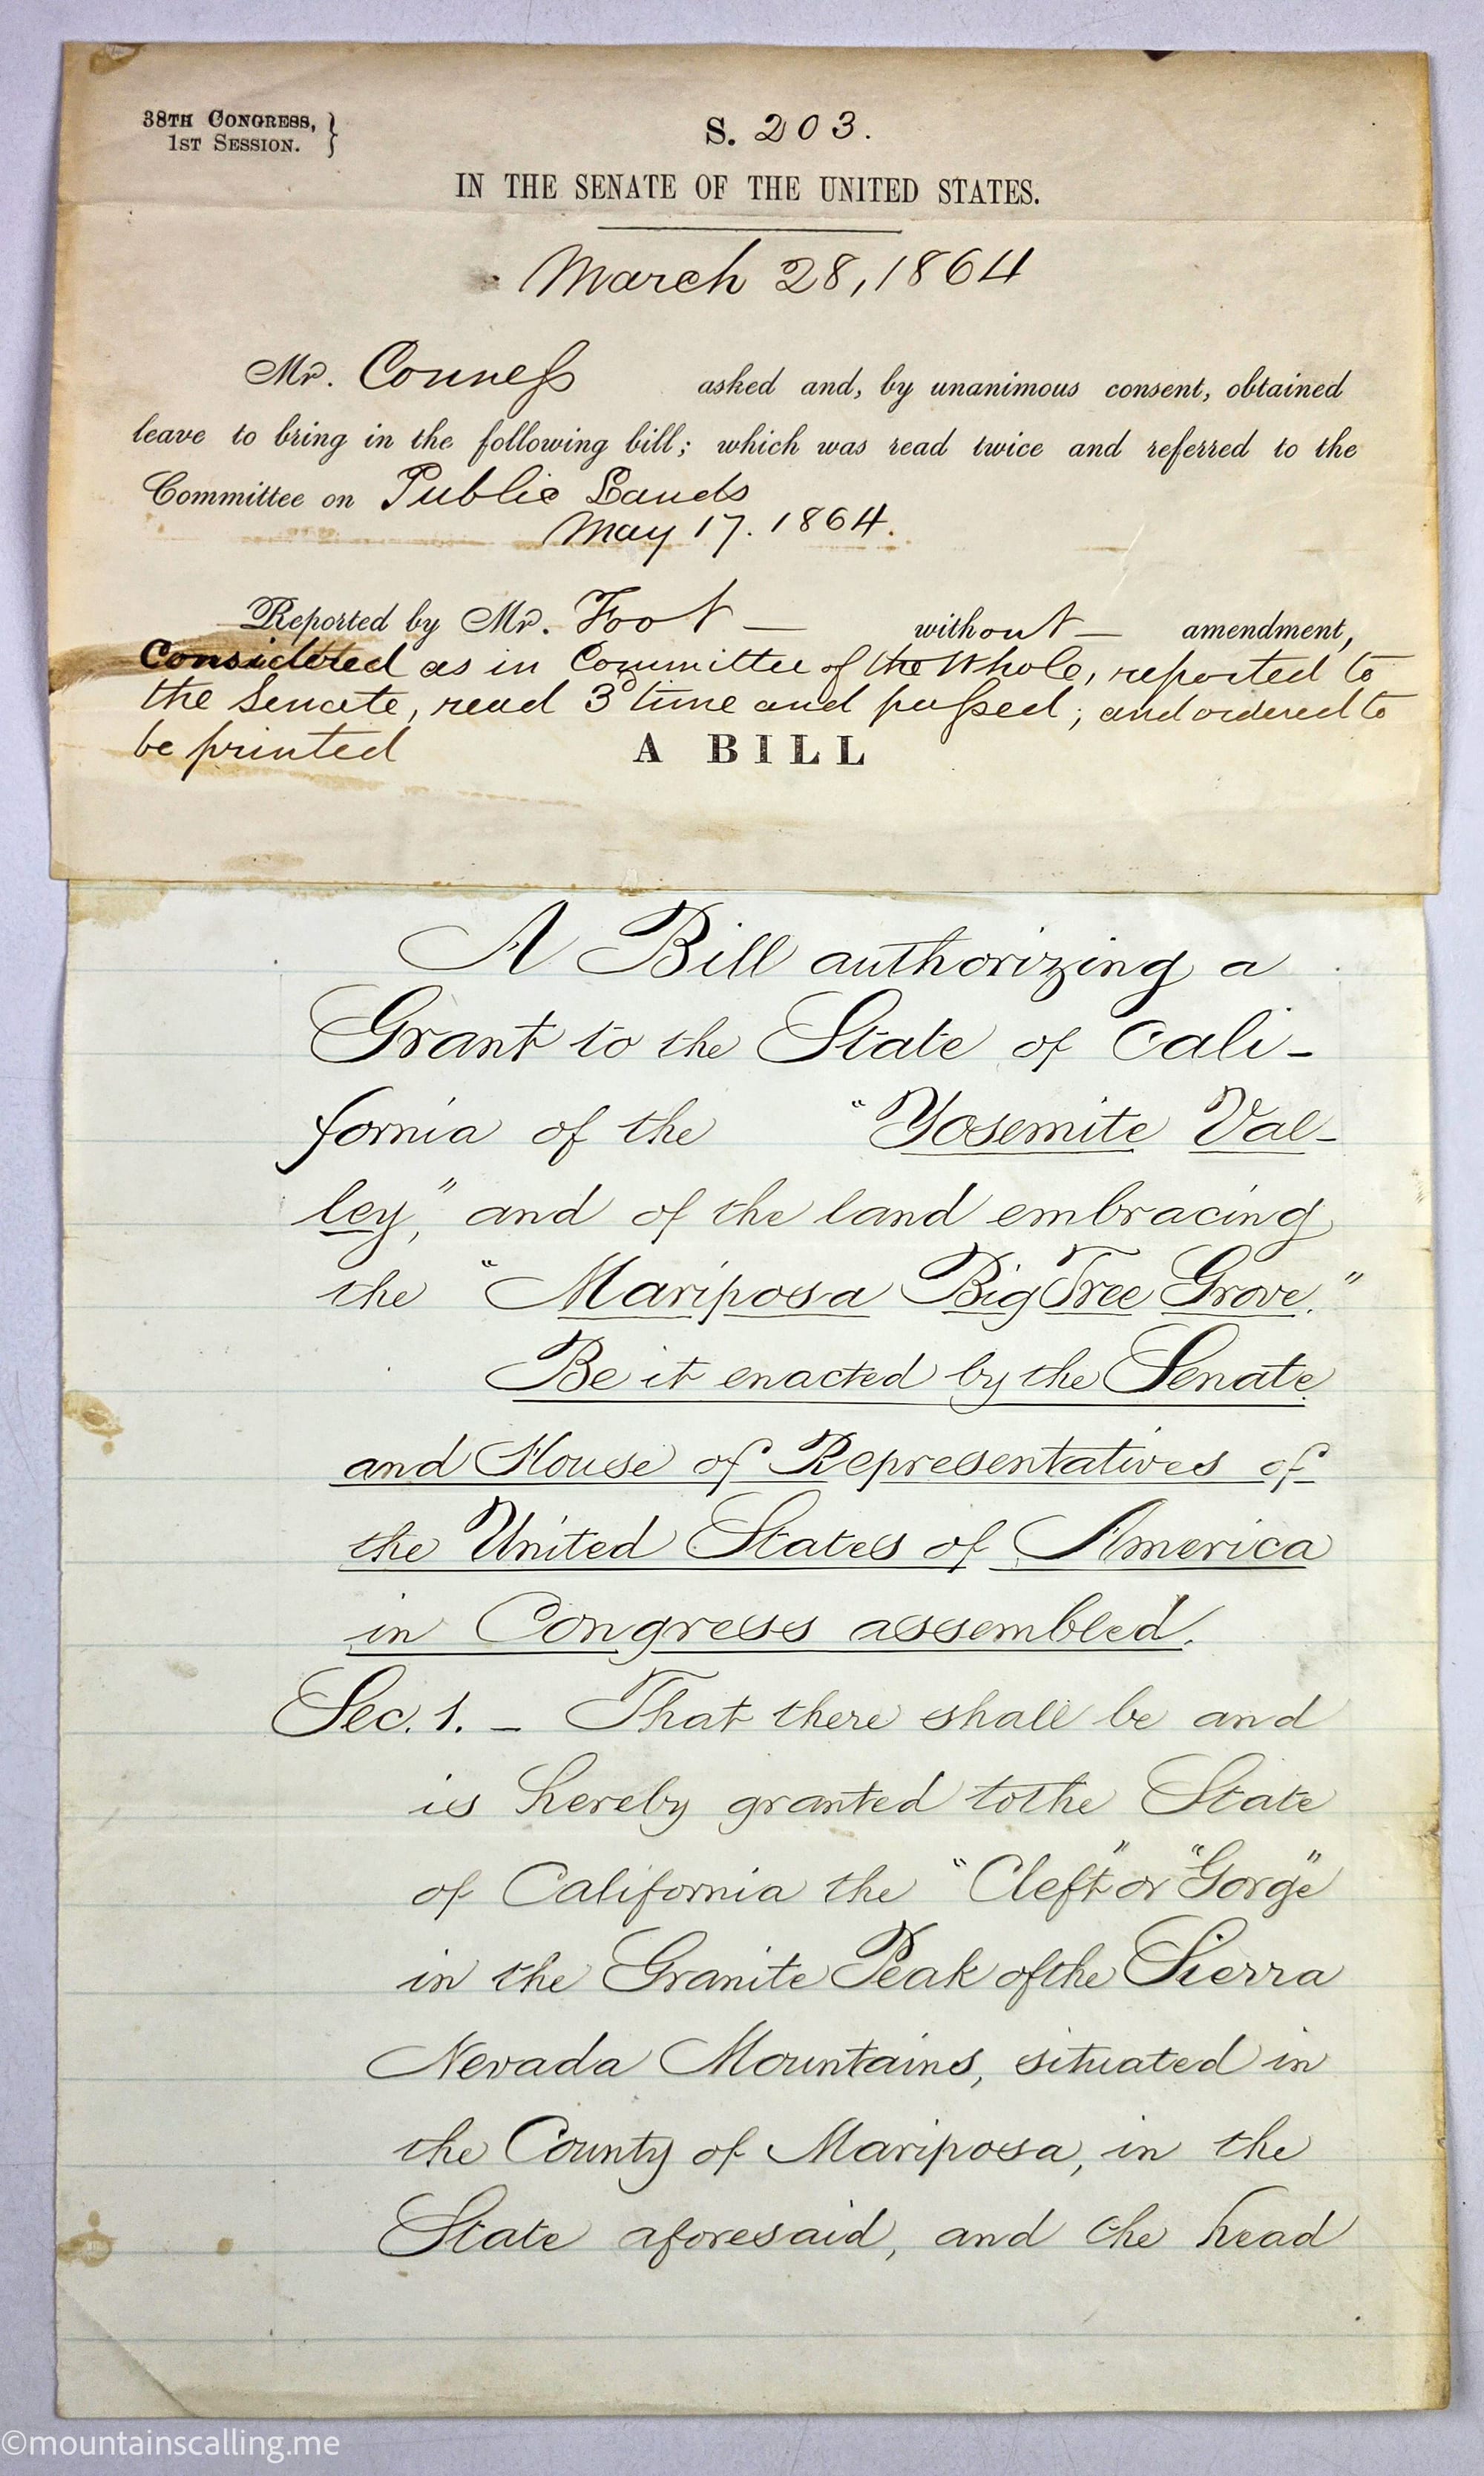 38TH CONGRESS,
1ST SESSION. }
S. 203.
IN THE SENATE OF THE UNITED STATES.
March 28, 1864
Mr. Conneſs asked and, by unanimous consent, obtained
leave to bring in the following bill; which was read twice and referred to the
Committee on Public Lands
May 17. 1864.
Reported by Mr. Foot — without — amendment,
Considered as in Committee of the Whole, reported to
the Senate, read 3d time and paſsed; and ordered to
be printed
A BILL
A Bill authorizing a
Grant to the State of Cali-
fornia of the "Yosemite Val-
ley," and of the land embracing
the "Mariposa Big Tree Grove."
Be it enacted by the Senate
and House of Representatives of
the United States of America
in Congress assembled.
Sec. 1. – That there shall be and
is hereby granted to the State
of California the "Cleft" or "Gorge"
in the Granite Peak of the Sierra
Nevada Mountains, situated in
the County of Mariposa, in the
State aforesaid, and the head
©mountainscalling.me